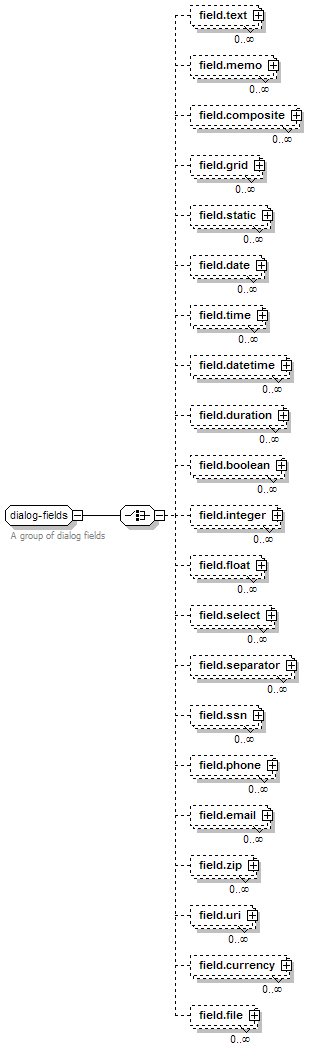 field.text
0..∞
field.memo
0..∞
field.composite
0..∞
field.grid
0..∞
field.static
0..∞
field.date
0..∞
field.time
0..∞
field.datetime
0..∞
field.duration
0..∞
field.boolean
0..∞
dialog-fields
A group of dialog fields
field.integer
0..∞
field.float
0..∞
field.select
0..∞
field.separator
0..∞
field.ssn
0..∞
field.phone
0..∞
field.email
0..∞
field.zip
0..∞
field.uri
0..∞
field.currency
0..∞
field.file
0..∞